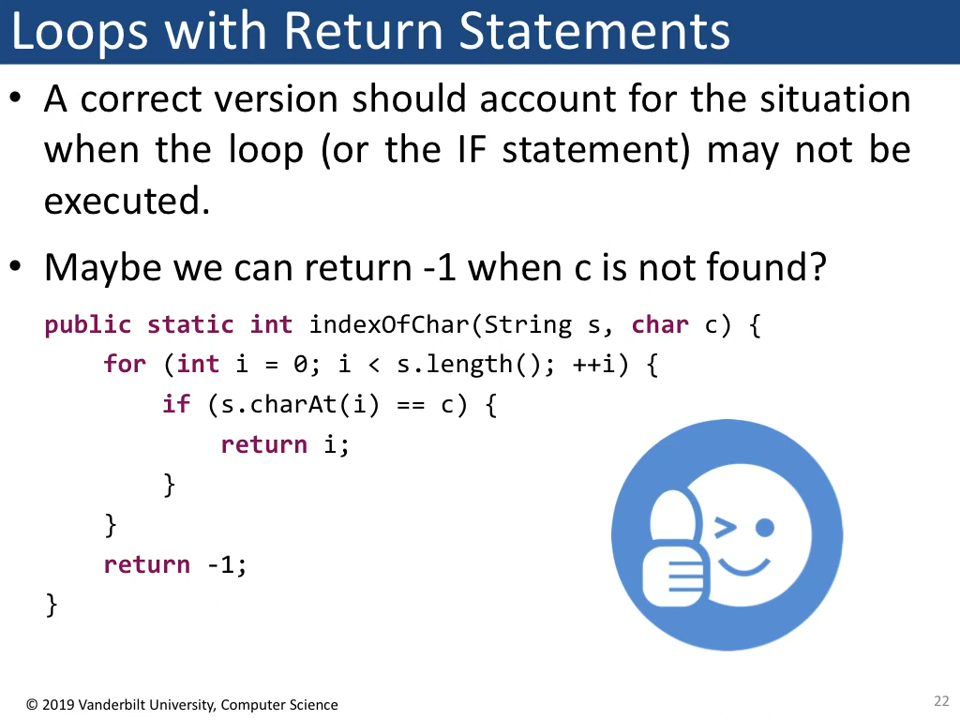 Loops with Return Statements
• A correct version should account for the situation
when the loop (or the IF statement) may not be
executed.
• Maybe we can return -1 when c is not found?
public static int indexOfChar(String s, char c) {
    for (int i = 0; i < s.length(); ++i) {
        if (s.charAt(i) == c) {
            return i;
        }
    }
    return -1;
}
© 2019 Vanderbilt University, Computer Science
22